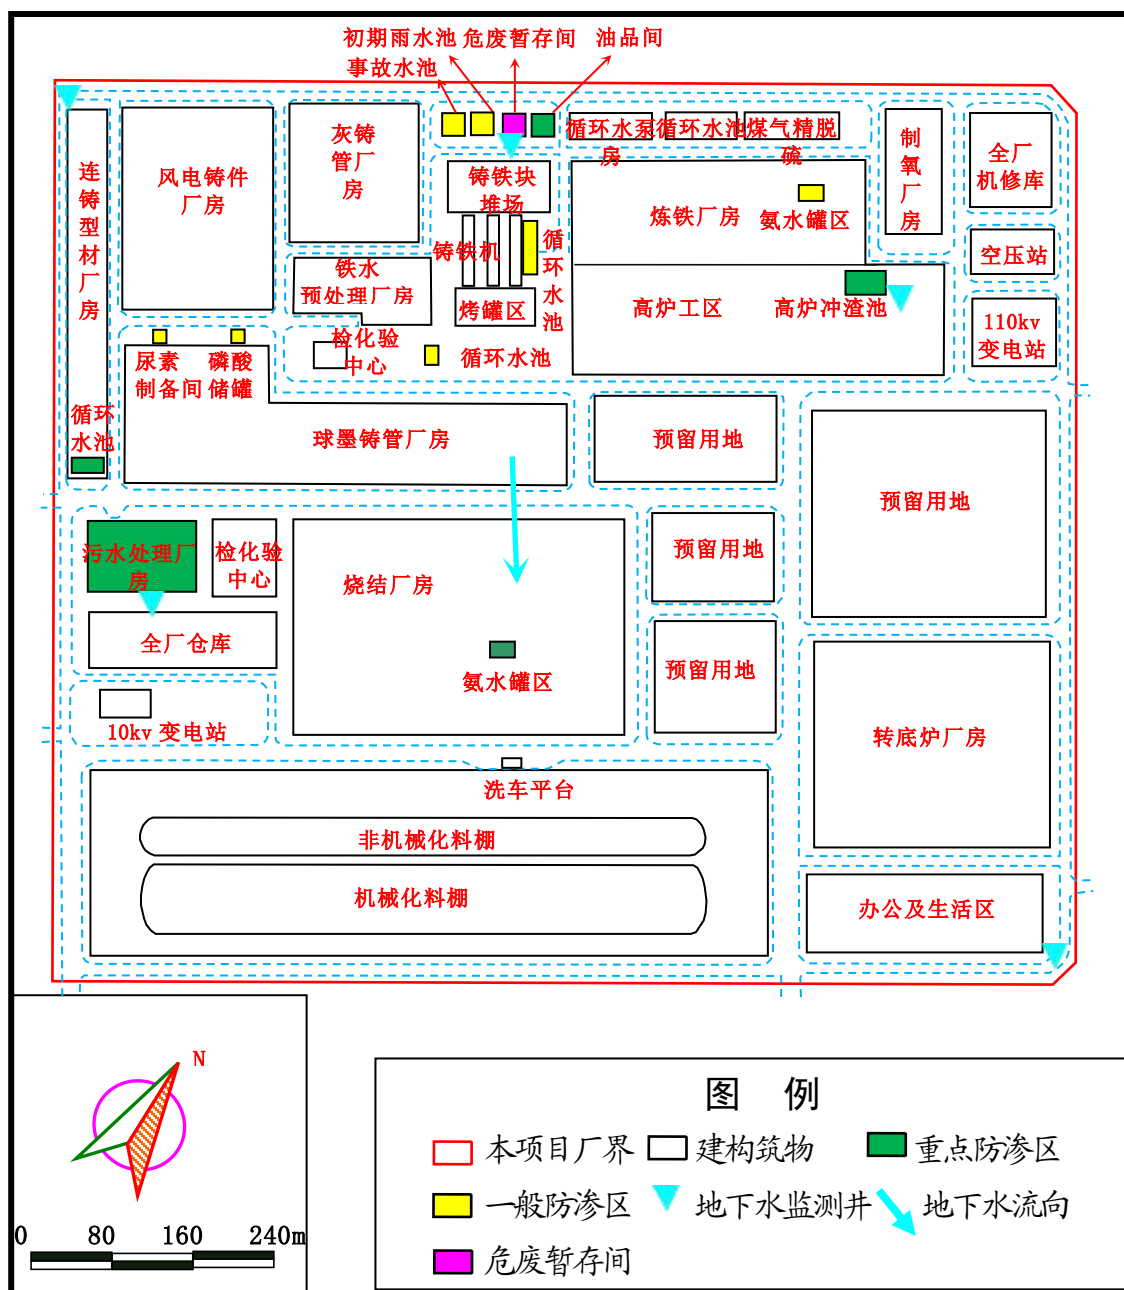 初期雨水池 危废暂存间 油品间
事故水池
连铸型材厂房
风电铸件
厂房
灰铸
管厂
房
循环水泵
房
循环水池
煤气精脱
硫
制氧厂房
全厂
机修库
铸铁块
堆场
炼铁厂房
氨水罐区
铸铁机
循环水池
空压站
铁水
预处理厂房
烤罐区
高炉工区
高炉冲渣池
110kv
变电站
检化验
中心
循环水池
尿素
制备间
磷酸
储罐
循环
水池
球墨铸管厂房
预留用地
预留用地
污水处理厂
房
检化验
中心
烧结厂房
预留用地
全厂仓库
氨水罐区
预留用地
10kv 变电站
转底炉厂房
洗车平台
非机械化料棚
机械化料棚
办公及生活区
N
0 80 160 240m
图 例
本项目厂界
建构筑物
重点防渗区
一般防渗区
地下水监测井
地下水流向
危废暂存间